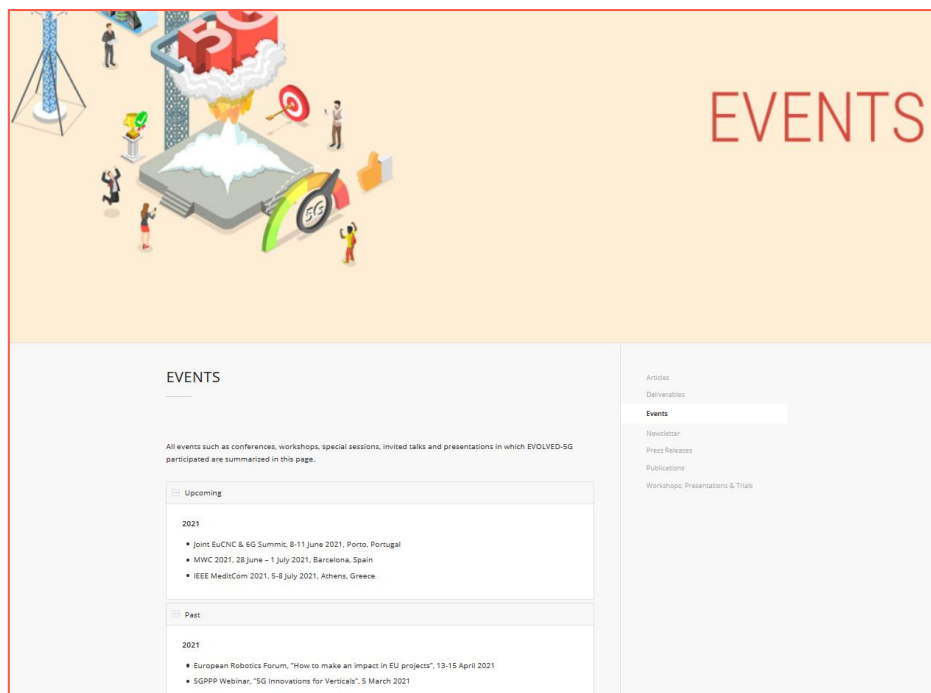 5G
5G
EVENTS
EVENTS
All events such as conferences, workshops, special sessions, invited talks and presentations in which EVOLVED-5G
participated are summarized in this page.
Upcoming
2021
Joint EuCNC & 6G Summit, 8-11 June 2021, Porto, Portugal
MWC 2021, 28 June – 1 July 2021, Barcelona, Spain
IEEE MeditCom 2021, 5-8 July 2021, Athens, Greece
Past
2021
European Robotics Forum, "How to make an impact in EU projects", 13-15 April 2021
5GPPP Webinar, "5G Innovations for Verticals", 5 March 2021
Articles
Deliverables
Events
Newsletter
Press Releases
Publications
Workshops, Presentations & Trials